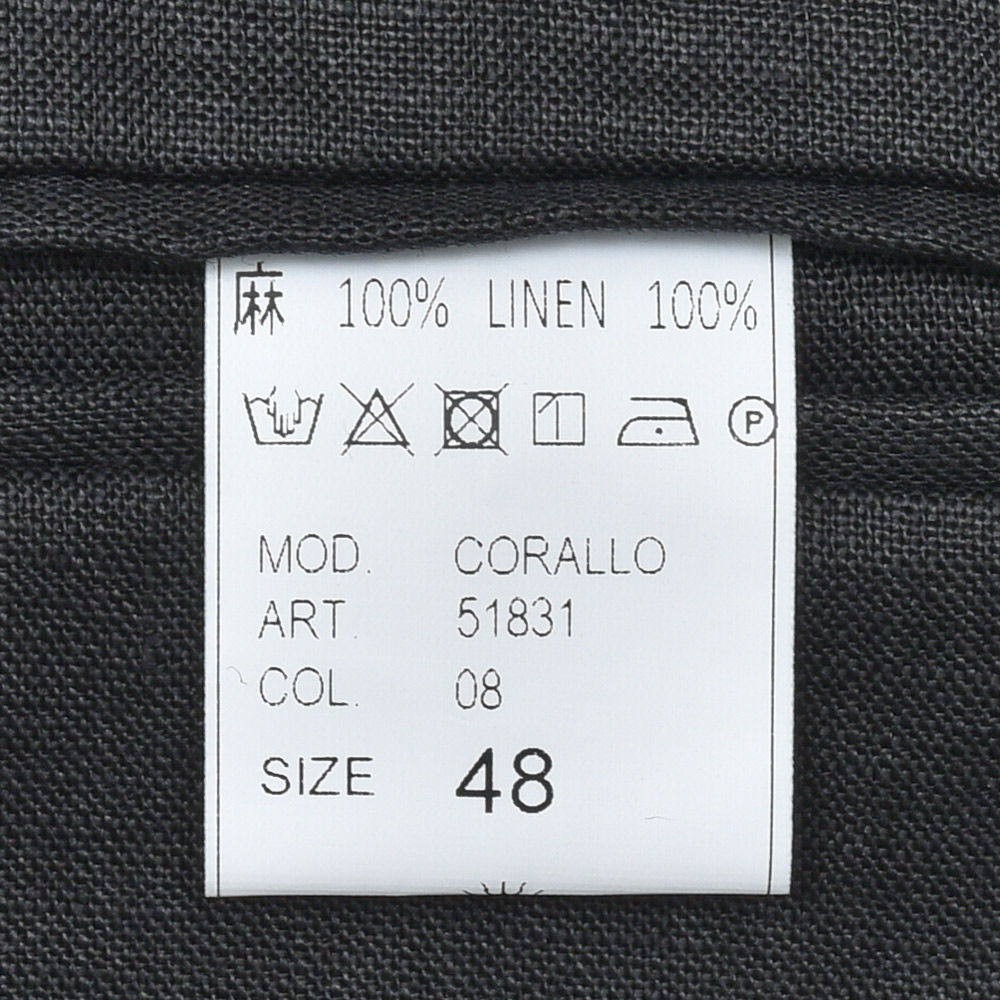 麻 100% LINEN 100%
P
MOD. CORALLO
ART. 51831
COL. 08
SIZE 48